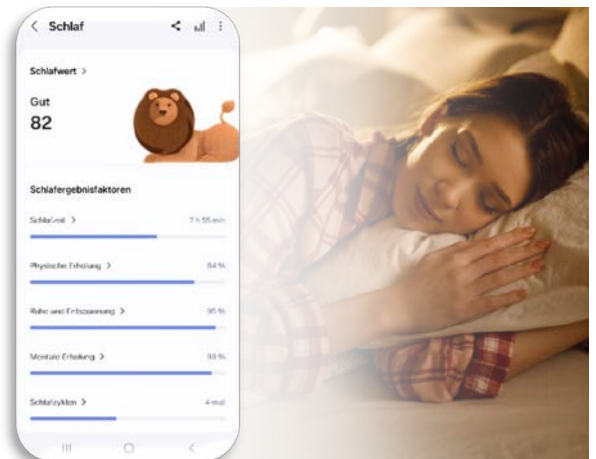 Schlaf
Schlafwert >
Gut
82
Schlafergebnisfaktoren
Schlafzeit > 7 h 55 min
Physische Erholung > 84 %
Ruhe und Entspannung > 95 %
Mentale Erholung >
Schlafzyklen > 4-mal